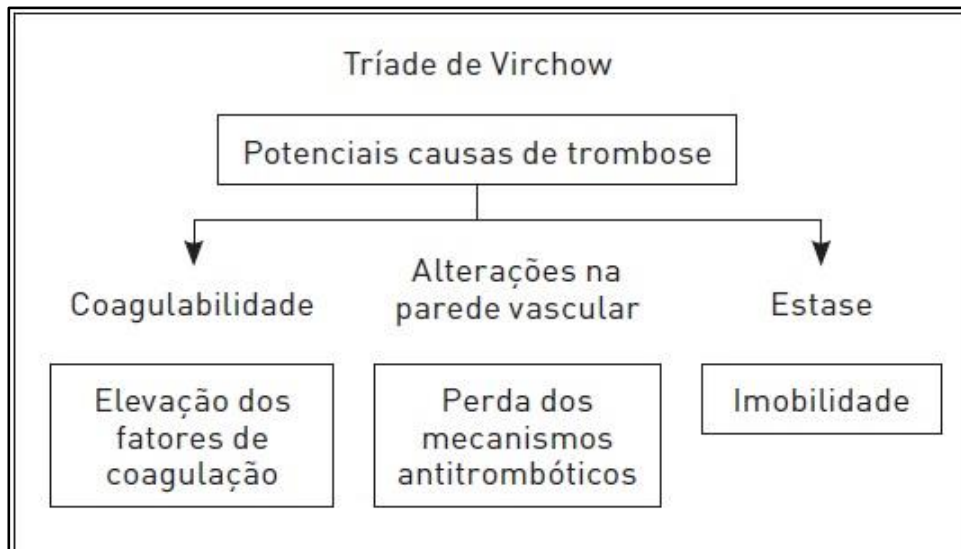 Tríade de Virchow
Potenciais causas de trombose
Coagulabilidade
Alterações na
parede vascular
Estase
Elevação dos
fatores de
coagulação
Perda dos
mecanismos
antitrombóticos
Imobilidade